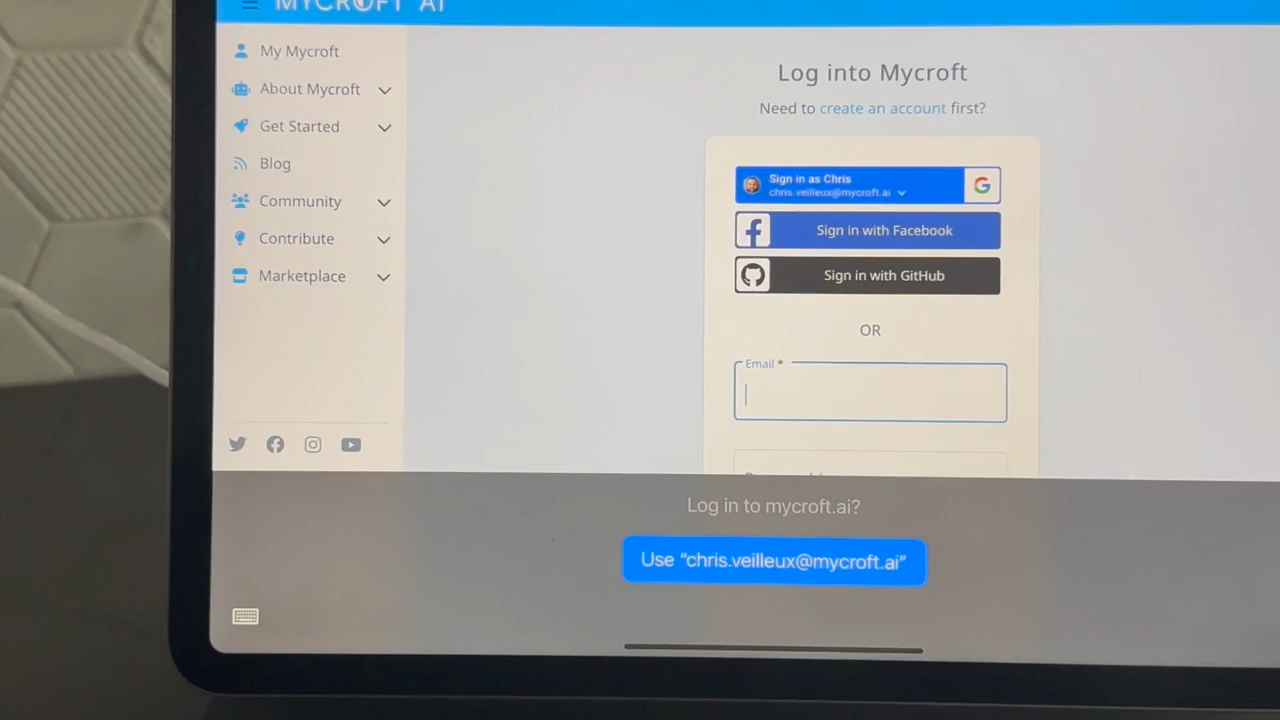 MYCROFT AI
My Mycroft
About Mycroft
Get Started
Blog
Community
Contribute
Marketplace
Log into Mycroft
Need to create an account first?
Sign in as Chris
chris.veilleux@mycroft.ai
Sign in with Facebook
Sign in with GitHub
OR
Email *
Log in to mycroft.ai?
Use “chris.veilleux@mycroft.ai”